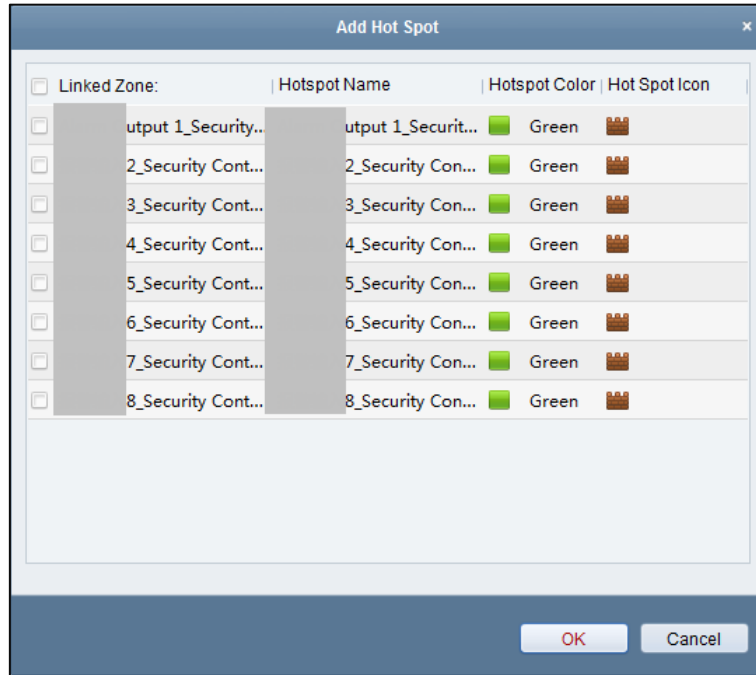 Add Hot Spot ×
Linked Zone: Hotspot Name Hotspot Color Hot Spot Icon
utput 1_Security... utput 1_Securit... Green
2_Security Cont... 2_Security Con... Green
3_Security Cont... 3_Security Con... Green
4_Security Cont... 4_Security Con... Green
5_Security Cont... 5_Security Con... Green
6_Security Cont... 6_Security Con... Green
7_Security Cont... 7_Security Con... Green
8_Security Cont... 8_Security Con... Green
OK Cancel